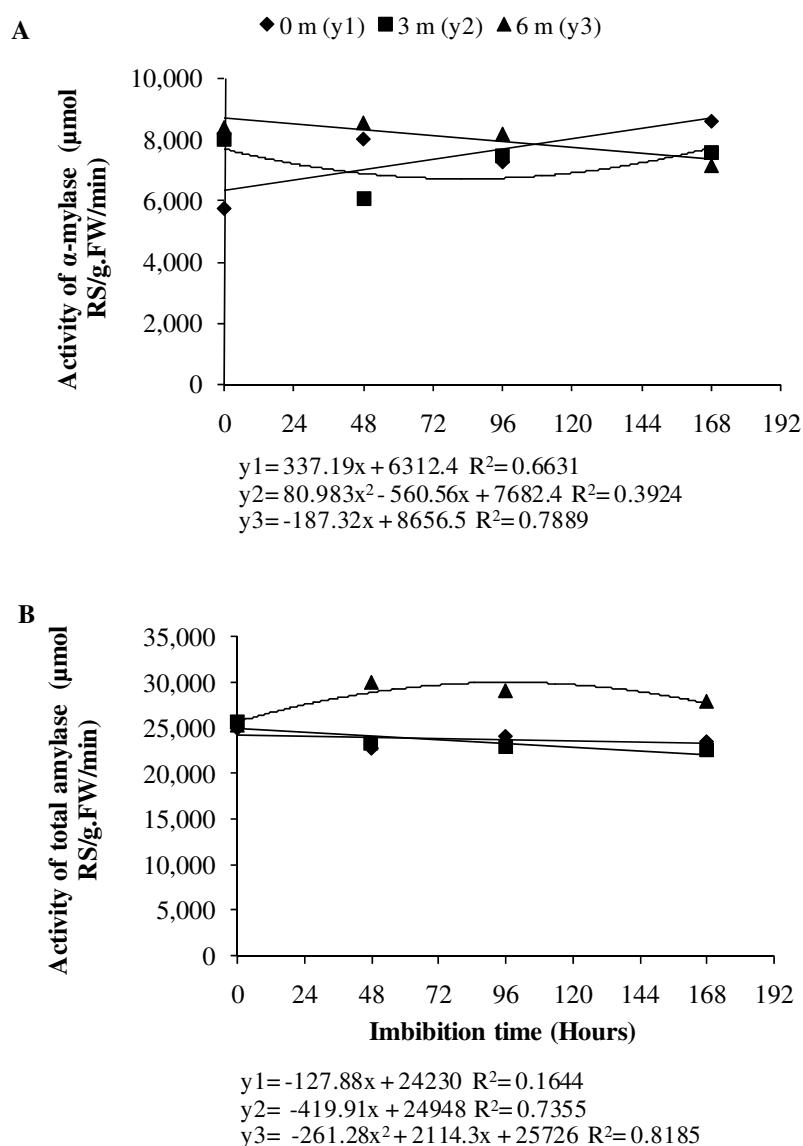 ◆ 0 m (y1) ■ 3 m (y2) ▲ 6 m (y3)
A
Activity of α-mylase (μmol
RS/g.FW/min)
10,000
8,000
6,000
4,000
2,000
0
0 24 48 72 96 120 144 168 192
y1= 337.19x + 6312.4 R²= 0.6631
y2= 80.983x² - 560.56x + 7682.4 R²= 0.3924
y3= -187.32x + 8656.5 R²= 0.7889
B
Activity of total amylase (μmol
RS/g.FW/min)
35,000
30,000
25,000
20,000
15,000
10,000
5,000
0
0 24 48 72 96 120 144 168 192
Imbibition time (Hours)
y1= -127.88x + 24230 R²= 0.1644
y2= -419.91x + 24948 R²= 0.7355
y3= -261.28x² + 2114.3x + 25726 R²= 0.8185